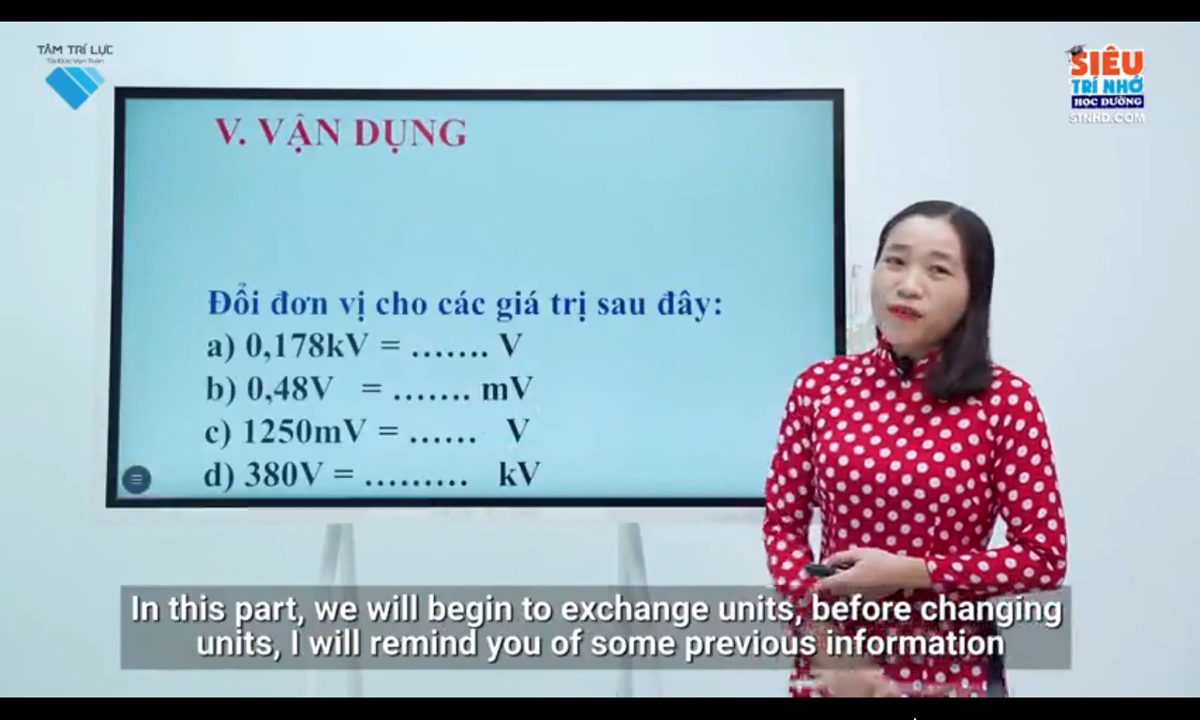 TÂM TRÍ LỰC
SIÊU
TRÍ NHỚ
HỌC ĐƯỜNG
STNHD.COM
V. VẬN DỤNG
Đổi đơn vị cho các giá trị sau đây:
a) 0,178kV = ……. V
b) 0,48V = ……. mV
c) 1250mV = …… V
d) 380V = ……… kV
In this part, we will begin to exchange units, before changing
units, I will remind you of some previous information